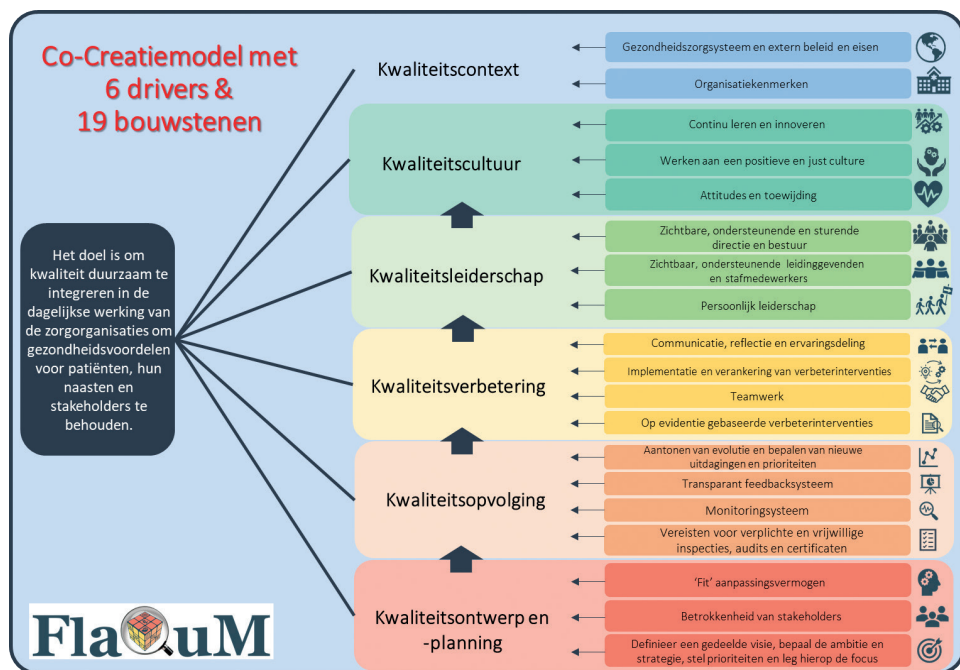 Co-Creatiemodel met
6 drivers &
19 bouwstenen
Het doel is om
kwaliteit duurzaam te
integreren in de
dagelijkse werking van
de zorgorganisaties om
gezondheidsvoordelen
voor patiënten, hun
naasten en
stakeholders te
behouden.
Kwaliteitscontext
Gezondheidszorgsysteem en extern beleid en eisen
Organisatiekenmerken
Kwaliteitscultuur
Continu leren en innoveren
Werken aan een positieve en just culture
Attitudes en toewijding
Kwaliteitsleiderschap
Zichtbare, ondersteunende en sturende
directie en bestuur
Zichtbaar, ondersteunende leidinggevenden
en stafmedewerkers
Persoonlijk leiderschap
Kwaliteitsverbetering
Communicatie, reflectie en ervaringsdeling
Implementatie en verankering van verbeterinterventies
Teamwerk
Op evidentie gebaseerde verbeterinterventies
Kwaliteitsopvolging
Aantonen van evolutie en bepalen van nieuwe
uitdagingen en prioriteiten
Transparant feedbacksysteem
Monitoringsysteem
Vereisten voor verplichte en vrijwillige
inspecties, audits en certificaten
Kwaliteitsontwerp en
-planning
'Fit' aanpassingsvermogen
Betrokkenheid van stakeholders
Definieer een gedeelde visie, bepaal de ambitie en
strategie, stel prioriteiten en leg hierop de focus
FlaQuM